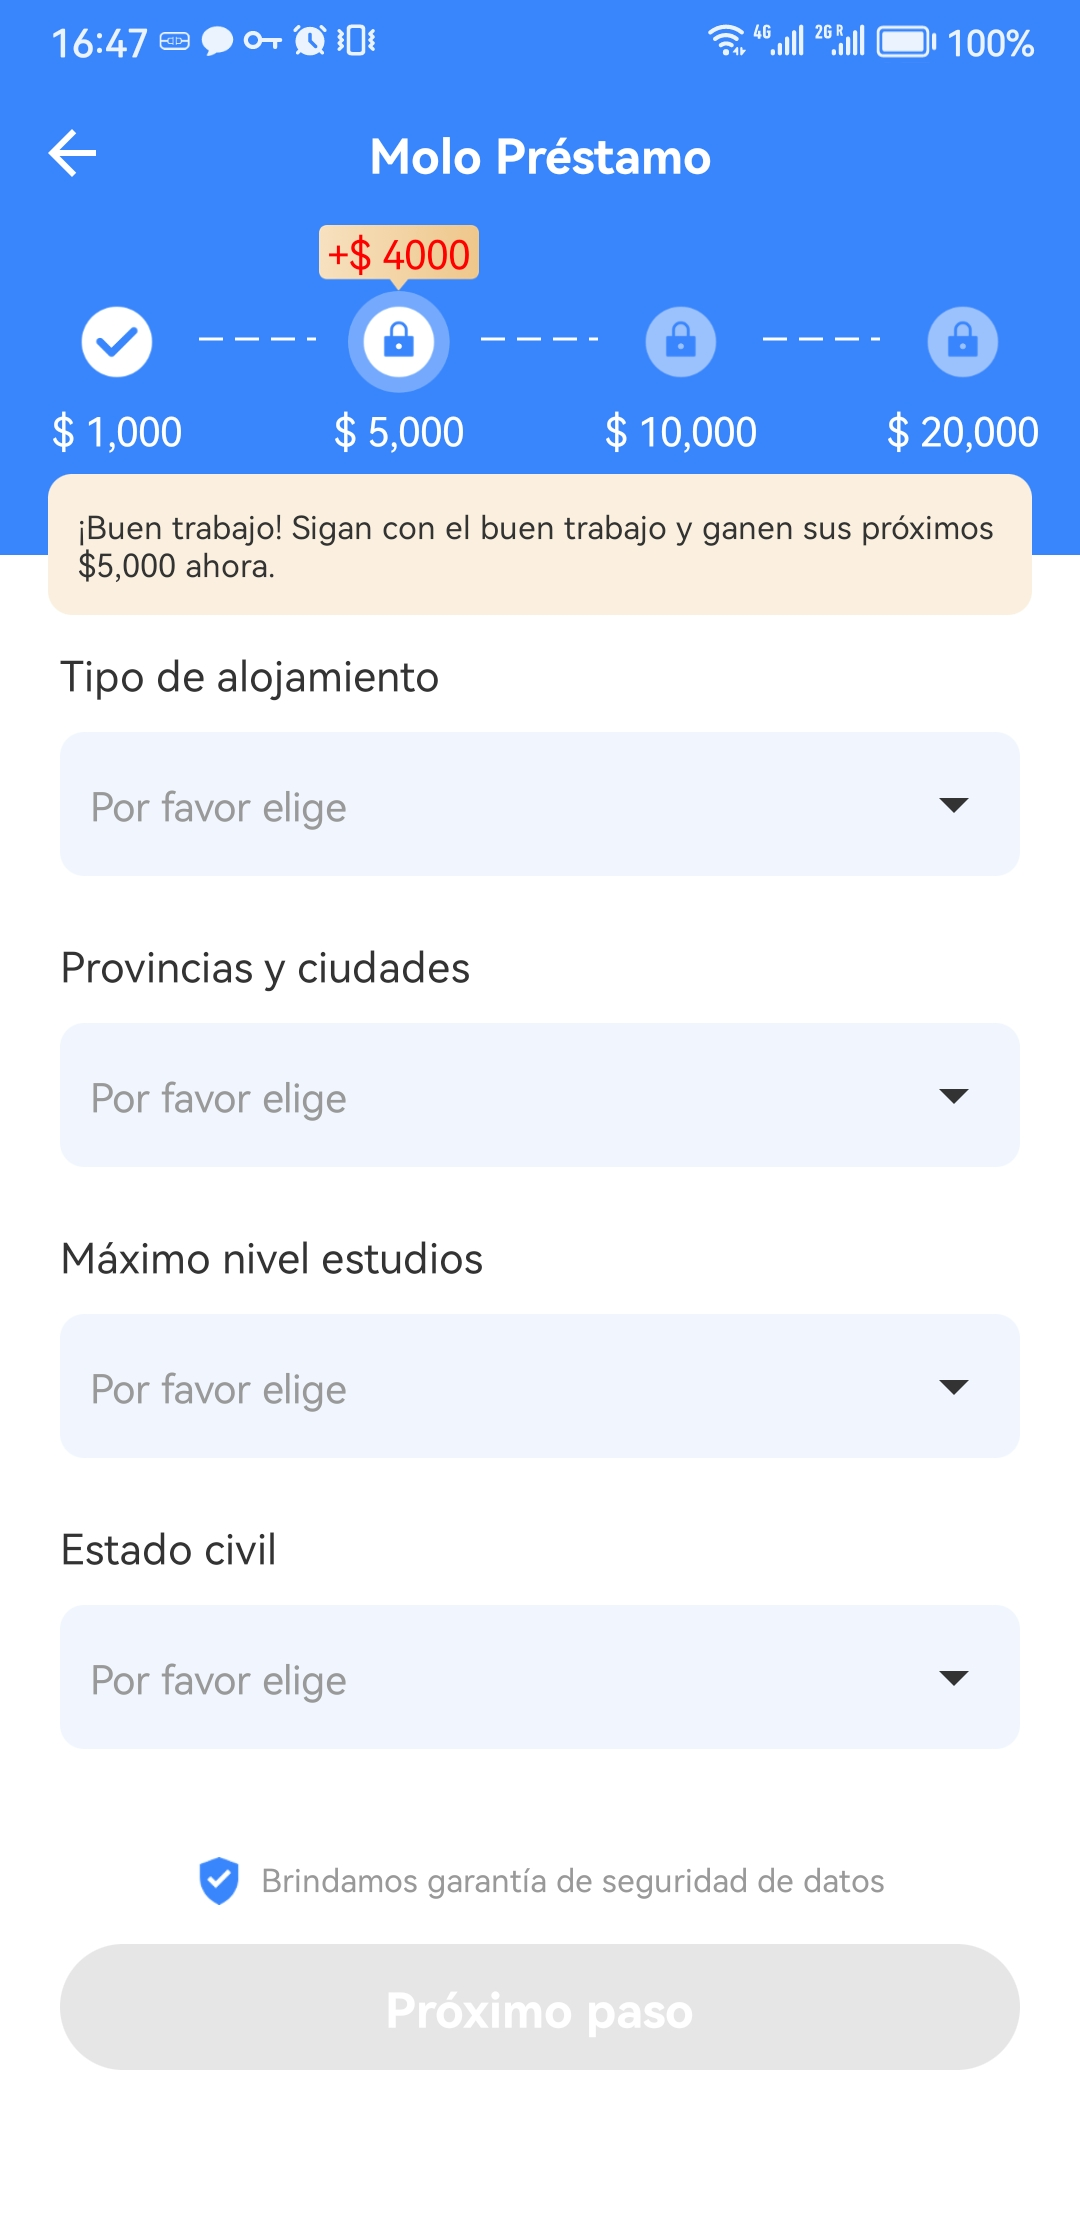 16:47
4G
2G R
100%
Molo Préstamo
+$ 4000
$ 1,000
$ 5,000
$ 10,000
$ 20,000
¡Buen trabajo! Sigan con el buen trabajo y ganen sus próximos
$5,000 ahora.
Tipo de alojamiento
Por favor elige
Provincias y ciudades
Por favor elige
Máximo nivel estudios
Por favor elige
Estado civil
Por favor elige
Brindamos garantía de seguridad de datos
Próximo paso